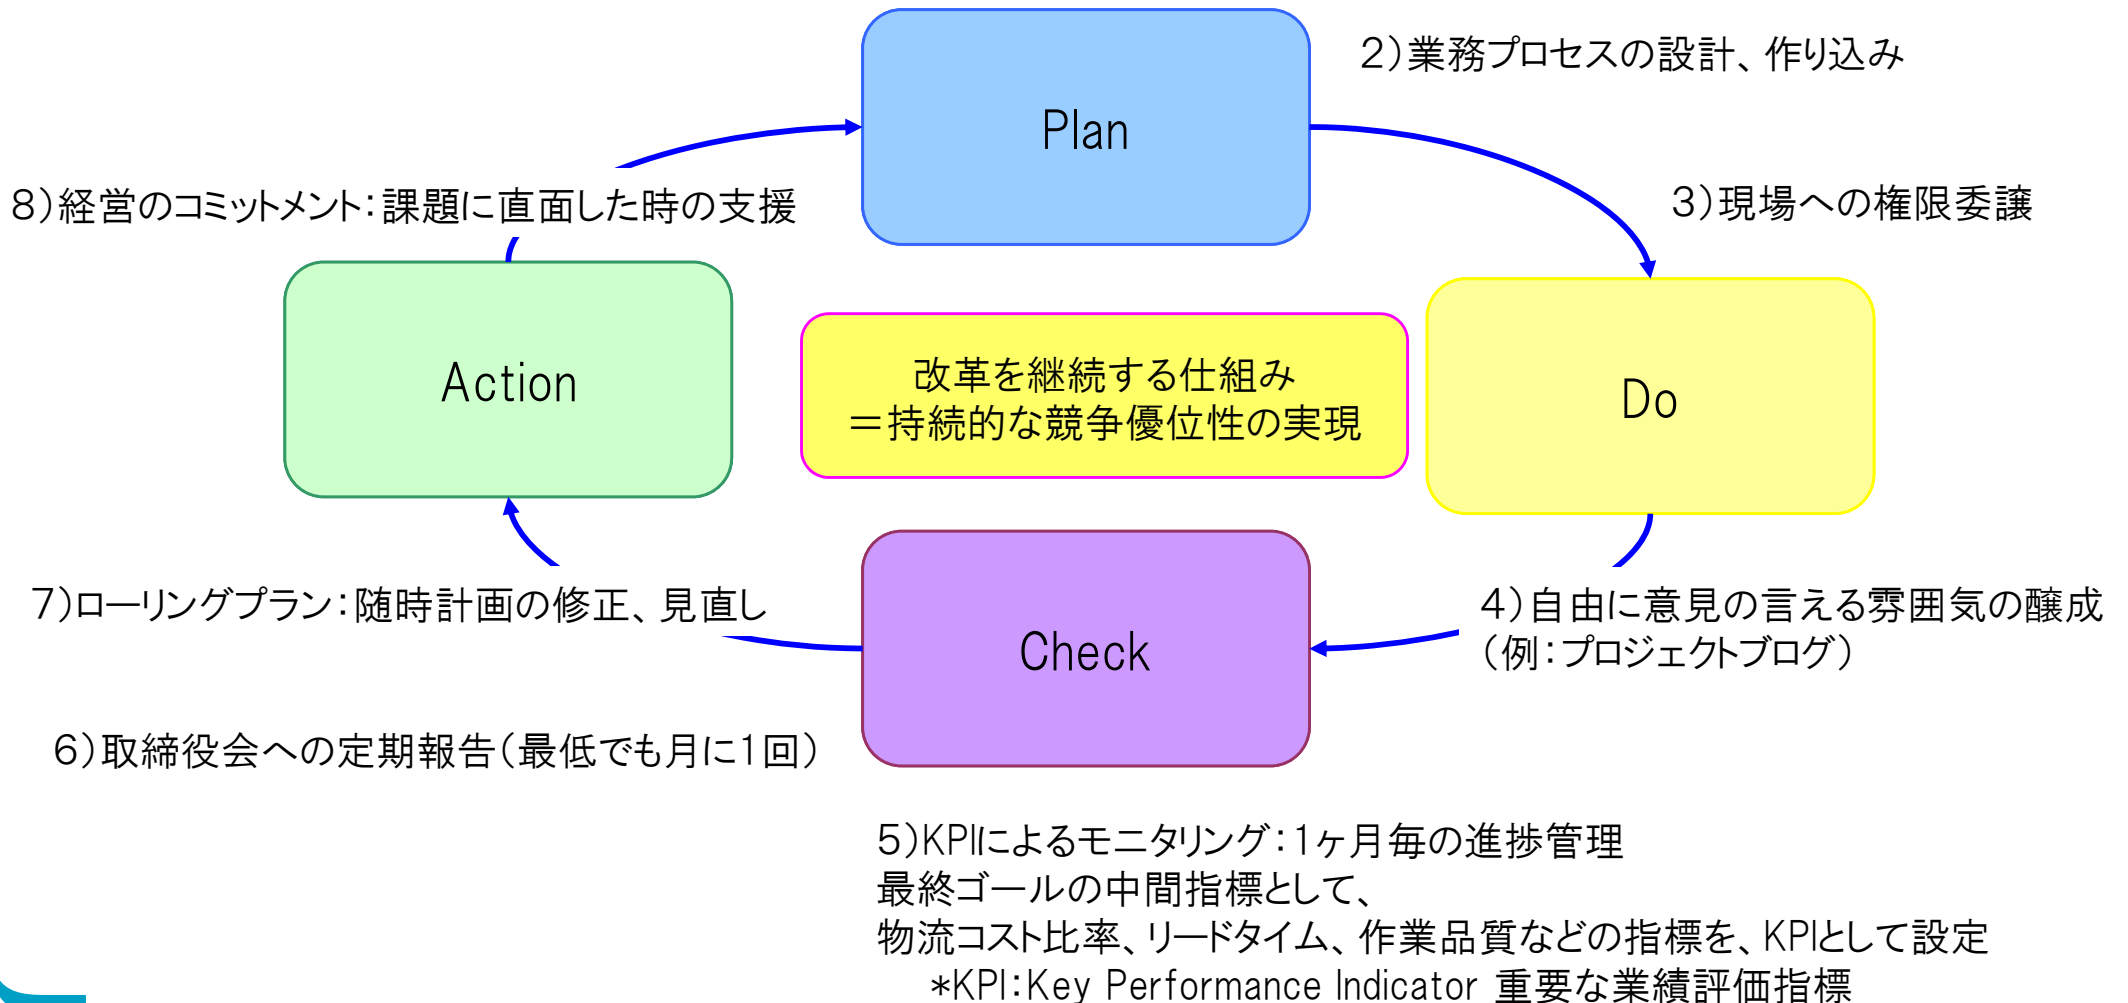 Plan
2)業務プロセスの設計、作り込み
3)現場への権限委譲
8)経営のコミットメント:課題に直面した時の支援
Action
改革を継続する仕組み
=持続的な競争優位性の実現
Do
7)ローリングプラン:随時計画の修正、見直し
Check
4)自由に意見の言える雰囲気の醸成
(例:プロジェクトブログ)
6)取締役会への定期報告(最低でも月に1回)
5)KPIによるモニタリング:1ヶ月毎の進捗管理
最終ゴールの中間指標として、
物流コスト比率、リードタイム、作業品質などの指標を、KPIとして設定
*KPI:Key Performance Indicator 重要な業績評価指標